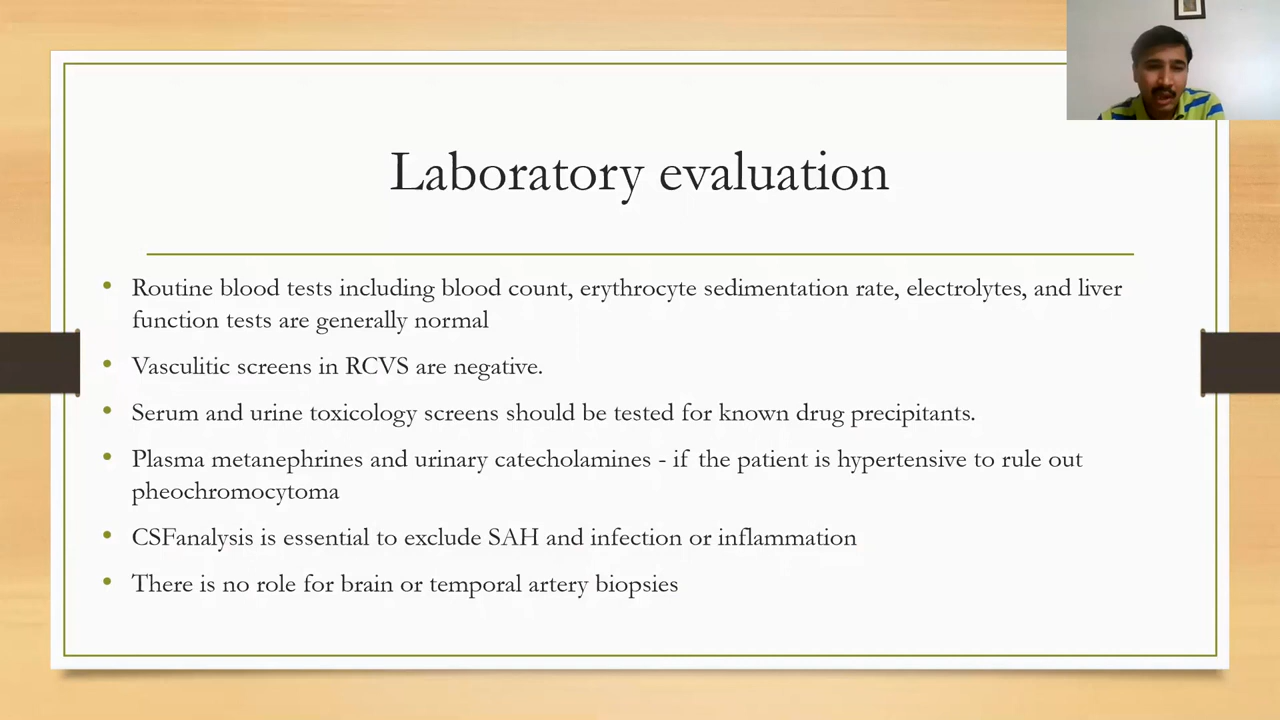 Laboratory evaluation
• Routine blood tests including blood count, erythrocyte sedimentation rate, electrolytes, and liver
function tests are generally normal
• Vasculitic screens in RCVS are negative.
• Serum and urine toxicology screens should be tested for known drug precipitants.
• Plasma metanephrines and urinary catecholamines - if the patient is hypertensive to rule out
pheochromocytoma
• CSFanalysis is essential to exclude SAH and infection or inflammation
• There is no role for brain or temporal artery biopsies